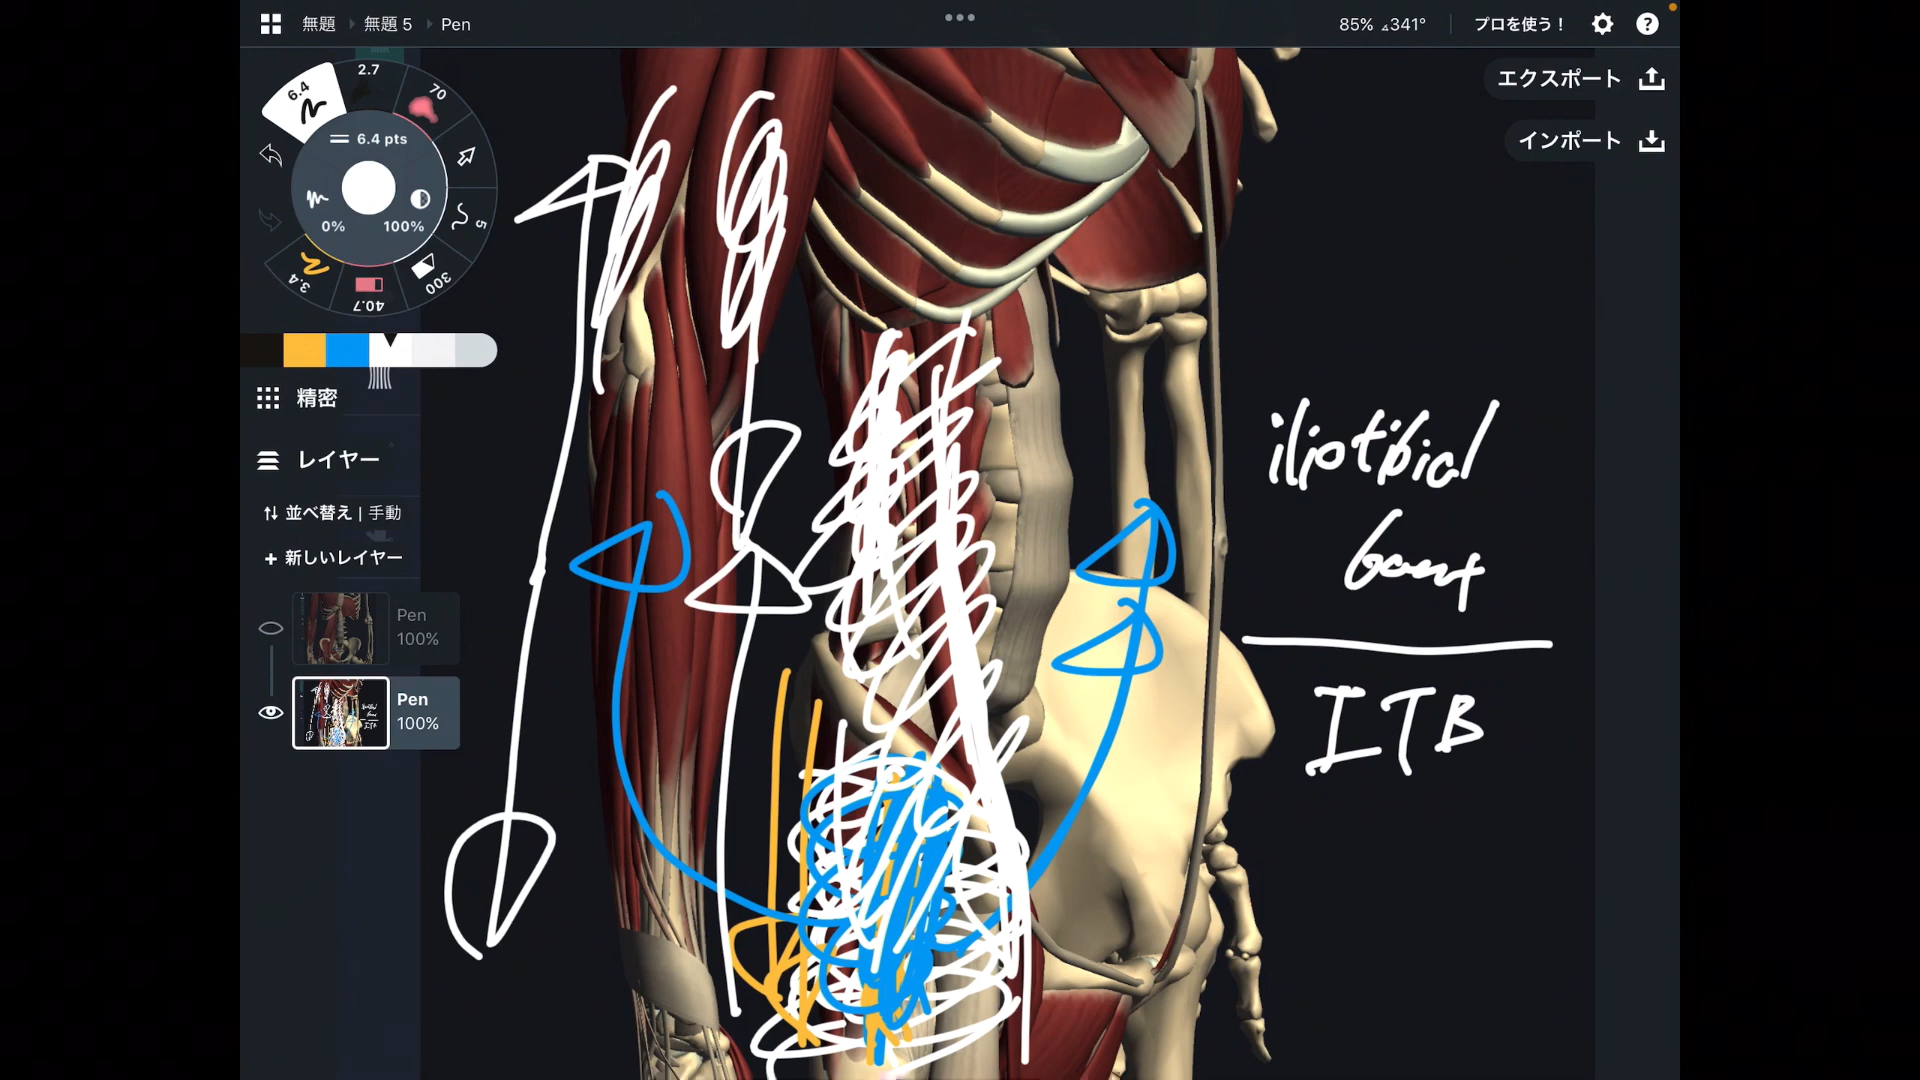 無題 無題 5 Pen
85% ⊿341° プロを使う！
エクスポート
インポート
2.7
6.4
70
6.4 pts
0% 100%
5
300
40.7
3.4
精密
レイヤー
並べ替え | 手動
+ 新しいレイヤー
Pen
100%
Pen
100%
iliotibial
ITB